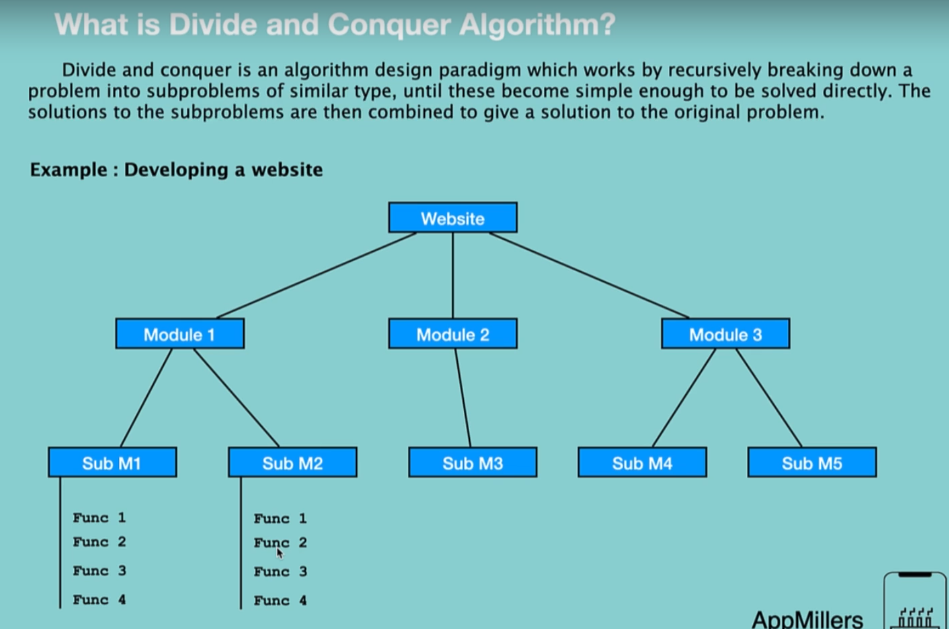 What is Divide and Conquer Algorithm?
Divide and conquer is an algorithm design paradigm which works by recursively breaking down a
problem into subproblems of similar type, until these become simple enough to be solved directly. The
solutions to the subproblems are then combined to give a solution to the original problem.
Example : Developing a website
Website
Module 1
Module 2
Module 3
Sub M1
Sub M2
Sub M3
Sub M4
Sub M5
Func 1
Func 2
Func 3
Func 4
Func 1
Func 2
Func 3
Func 4
AppMillers